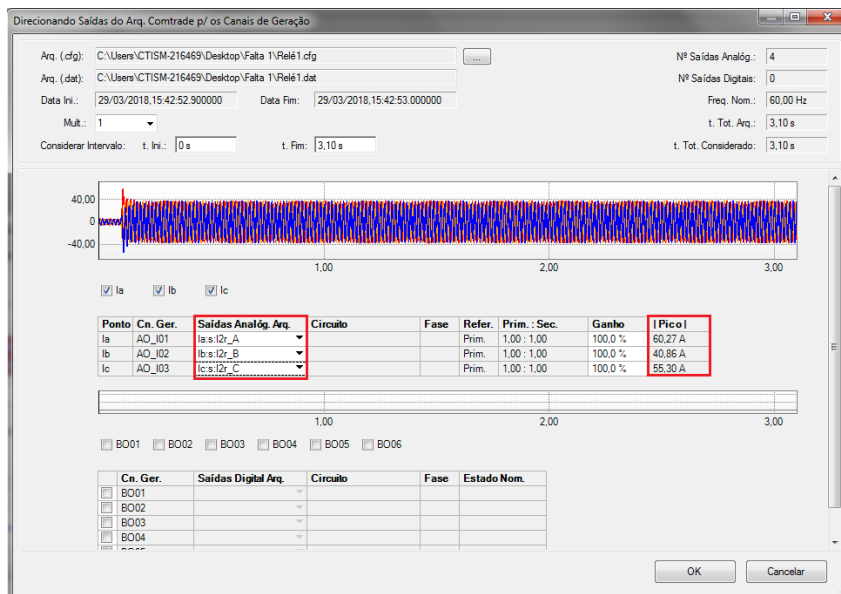 Direcionando Saídas do Arq. Comtrade p/ os Canais de Geração
Arq. (.cfg): C:\Users\CTISM-216469\Desktop\Falta 1\Relé1.cfg ... Nº Saídas Analóg.: 4
Arq. (.dat): C:\Users\CTISM-216469\Desktop\Falta 1\Relé1.dat Nº Saídas Digitais: 0
Data Ini.: 29/03/2018,15:42:52.900000 Data Fim: 29/03/2018,15:42:53.000000 Freq. Nom.: 60,00 Hz
Mult.: 1 t. Tot. Arq.: 3,10 s
Considerar Intervalo: t. Ini.: 0 s t. Fim: 3,10 s t. Tot. Considerado: 3,10 s
40,00
0
-40,00
1,00 2,00 3,00
Ia Ib Ic
Ponto Cn. Ger. Saídas Analóg. Arq. Circuito Fase Refer. Prim. : Sec. Ganho | Pico |
Ia AO_I01 Ia:s:I2r_A Prim. 1,00 : 1,00 100,0 % 60,27 A
Ib AO_I02 Ib:s:I2r_B Prim. 1,00 : 1,00 100,0 % 40,86 A
Ic AO_I03 Ic:s:I2r_C Prim. 1,00 : 1,00 100,0 % 55,30 A
1,00 2,00 3,00
BO01 BO02 BO03 BO04 BO05 BO06
Cn. Ger. Saídas Digital Arq. Circuito Fase Estado Nom.
BO01
BO02
BO03
BO04
OK Cancelar